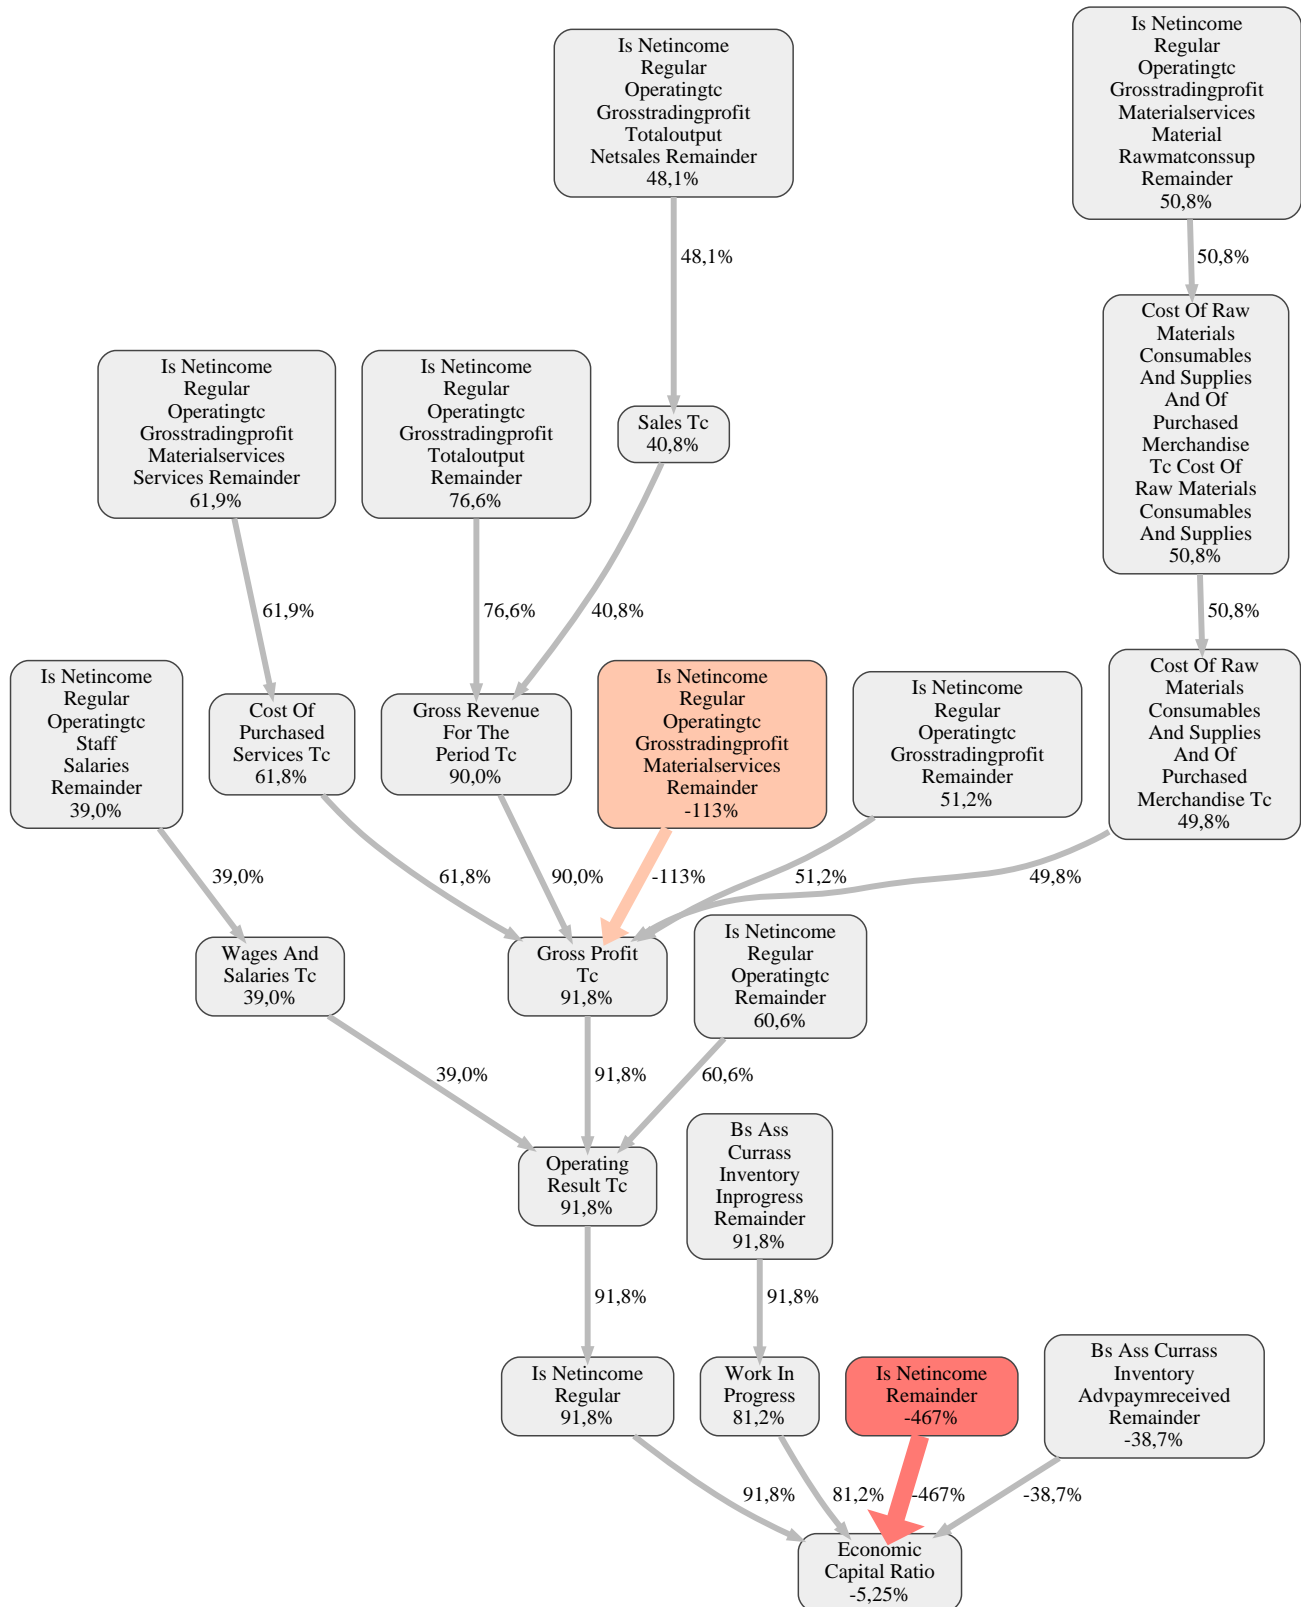 Is Netincome
Regular
Operatingtc
Grosstradingprofit
Totaloutput
Netsales Remainder
48,1%
Is Netincome
Regular
Operatingtc
Grosstradingprofit
Materialservices
Material
Rawmatconssup
Remainder
50,8%
48,1%
50,8%
Cost Of Raw
Materials
Consumables
And Supplies
And Of
Purchased
Merchandise
Tc Cost Of
Raw Materials
Consumables
And Supplies
50,8%
Is Netincome
Regular
Operatingtc
Grosstradingprofit
Materialservices
Services Remainder
61,9%
Is Netincome
Regular
Operatingtc
Grosstradingprofit
Totaloutput
Remainder
76,6%
Sales Tc
40,8%
61,9%
76,6%
40,8%
50,8%
Is Netincome
Regular
Operatingtc
Staff
Salaries
Remainder
39,0%
Cost Of
Purchased
Services Tc
61,8%
Gross Revenue
For The
Period Tc
90,0%
Is Netincome
Regular
Operatingtc
Grosstradingprofit
Materialservices
Remainder
-113%
Is Netincome
Regular
Operatingtc
Grosstradingprofit
Remainder
51,2%
Cost Of Raw
Materials
Consumables
And Supplies
And Of
Purchased
Merchandise Tc
49,8%
39,0%
61,8%
90,0%
-113%
51,2%
49,8%
Wages And
Salaries Tc
39,0%
Gross Profit
Tc
91,8%
Is Netincome
Regular
Operatingtc
Remainder
60,6%
39,0%
91,8%
60,6%
Operating
Result Tc
91,8%
Bs Ass
Currass
Inventory
Inprogress
Remainder
91,8%
91,8%
91,8%
Is Netincome
Regular
91,8%
Work In
Progress
81,2%
Is Netincome
Remainder
-467%
Bs Ass Currass
Inventory
Advpaymreceived
Remainder
-38,7%
91,8%
81,2%
-467%
-38,7%
Economic
Capital Ratio
-5,25%